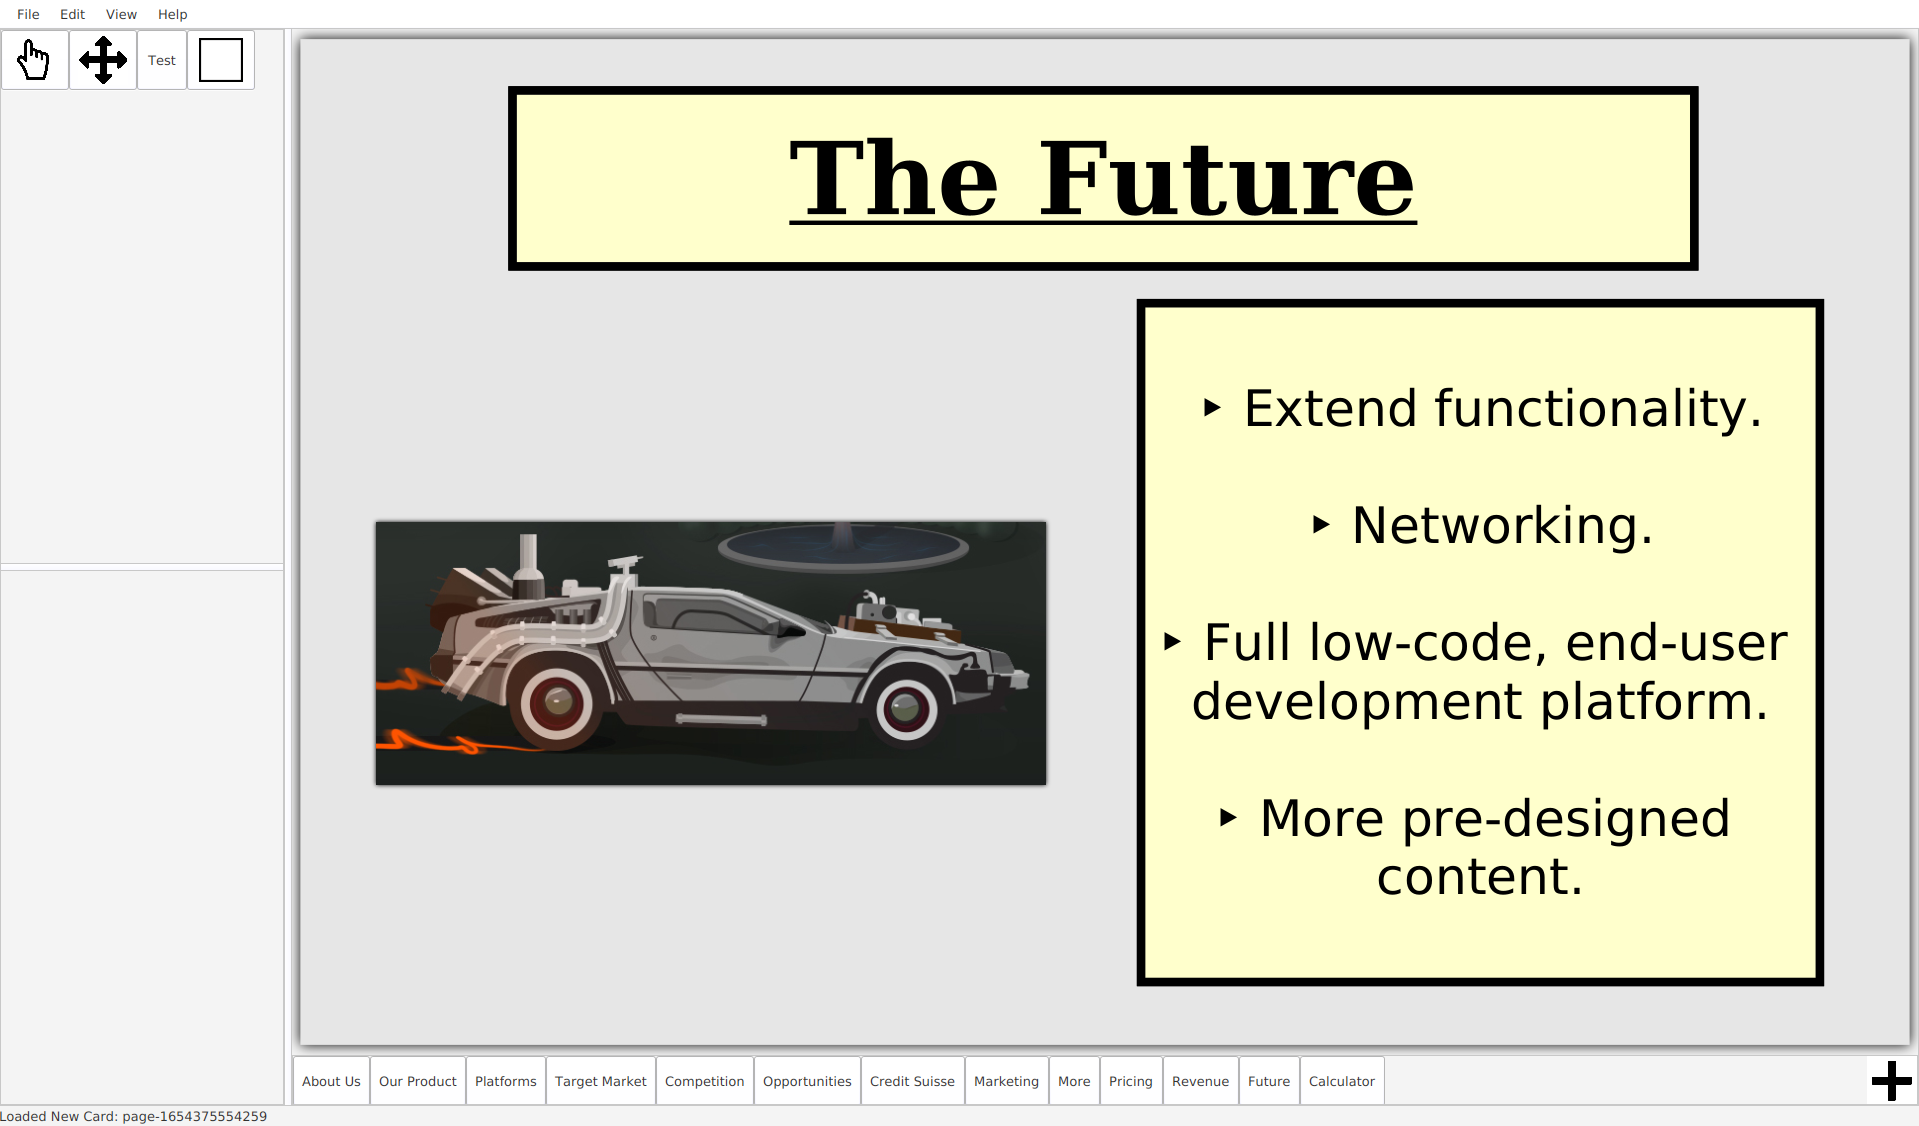 File Edit View Help
Test
The Future
‣ Extend functionality.
‣ Networking.
‣ Full low-code, end-user
development platform.
‣ More pre-designed
content.
About Us Our Product Platforms Target Market Competition Opportunities Credit Suisse Marketing More Pricing Revenue Future Calculator
Loaded New Card: page-1654375554259